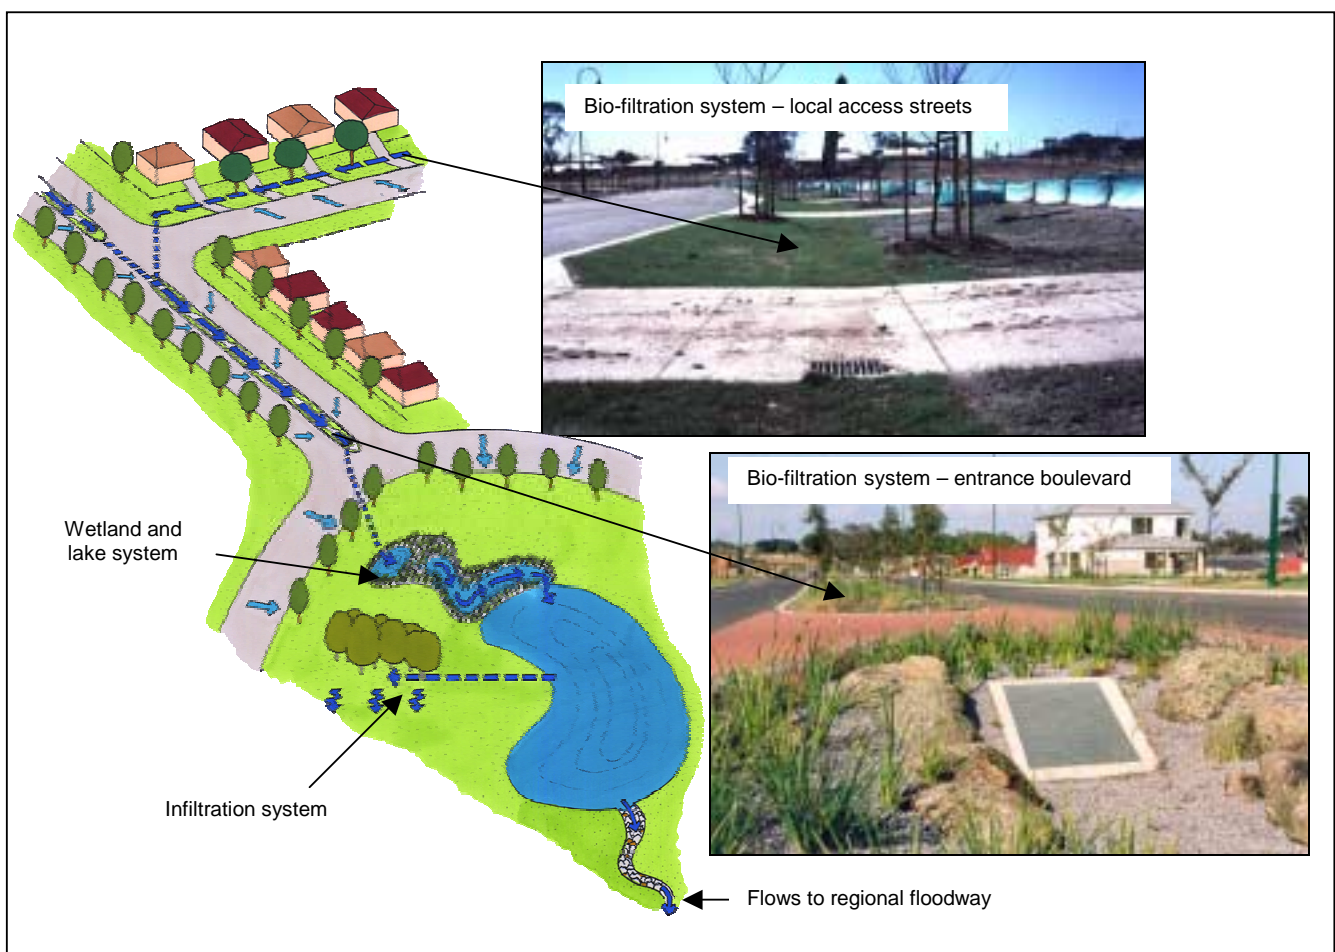 Bio-filtration system – local access streets
Bio-filtration system – entrance boulevard
Wetland and
lake system
Infiltration system
Flows to regional floodway